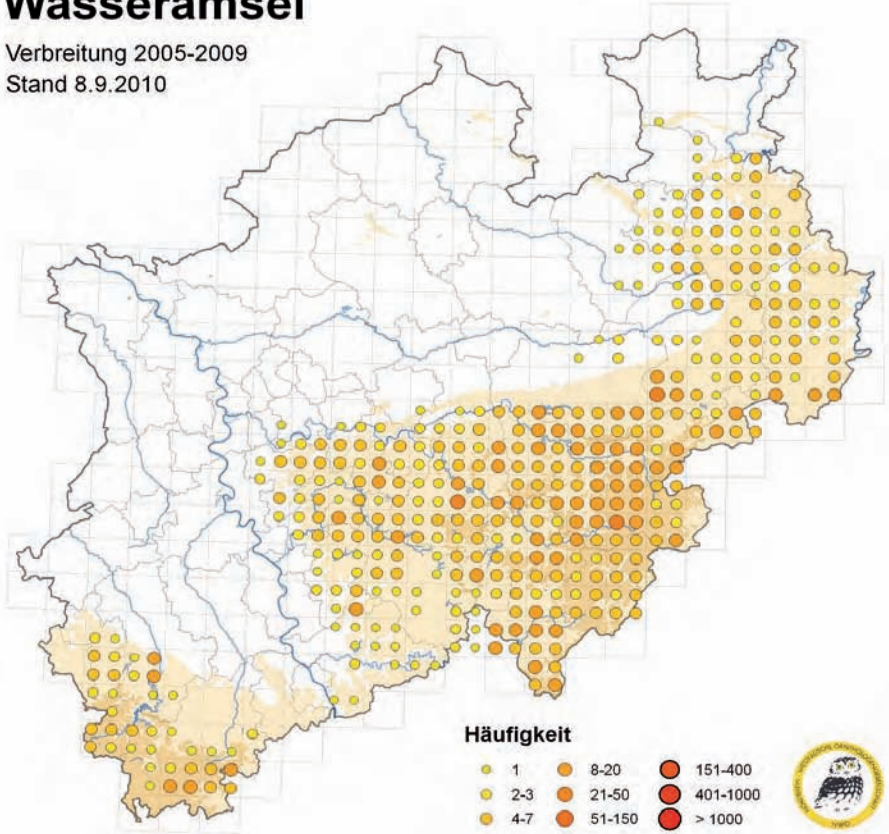 Wasseramsel
Verbreitung 2005-2009
Stand 8.9.2010
Häufigkeit
1
2-3
4-7
8-20
21-50
51-150
151-400
401-1000
> 1000